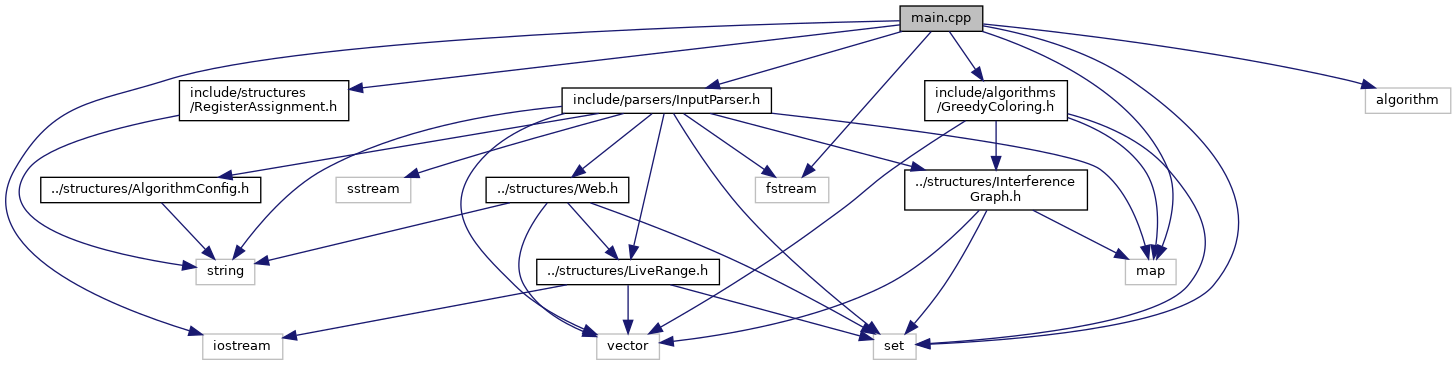 main.cpp
include/structures
/RegisterAssignment.h
include/parsers/InputParser.h
include/algorithms
/GreedyColoring.h
algorithm
../structures/AlgorithmConfig.h
sstream
../structures/Web.h
fstream
../structures/Interference
Graph.h
string
../structures/LiveRange.h
map
iostream
vector
set